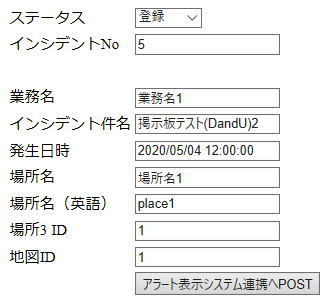 ステータス 登録
インシデントNo 5
業務名 業務名1
インシデント件名 掲示板テスト(DandU)2
発生日時 2020/05/04 12:00:00
場所名 場所名1
場所名（英語） place1
場所3 ID 1
地図ID 1
アラート表示システム連携へPOST